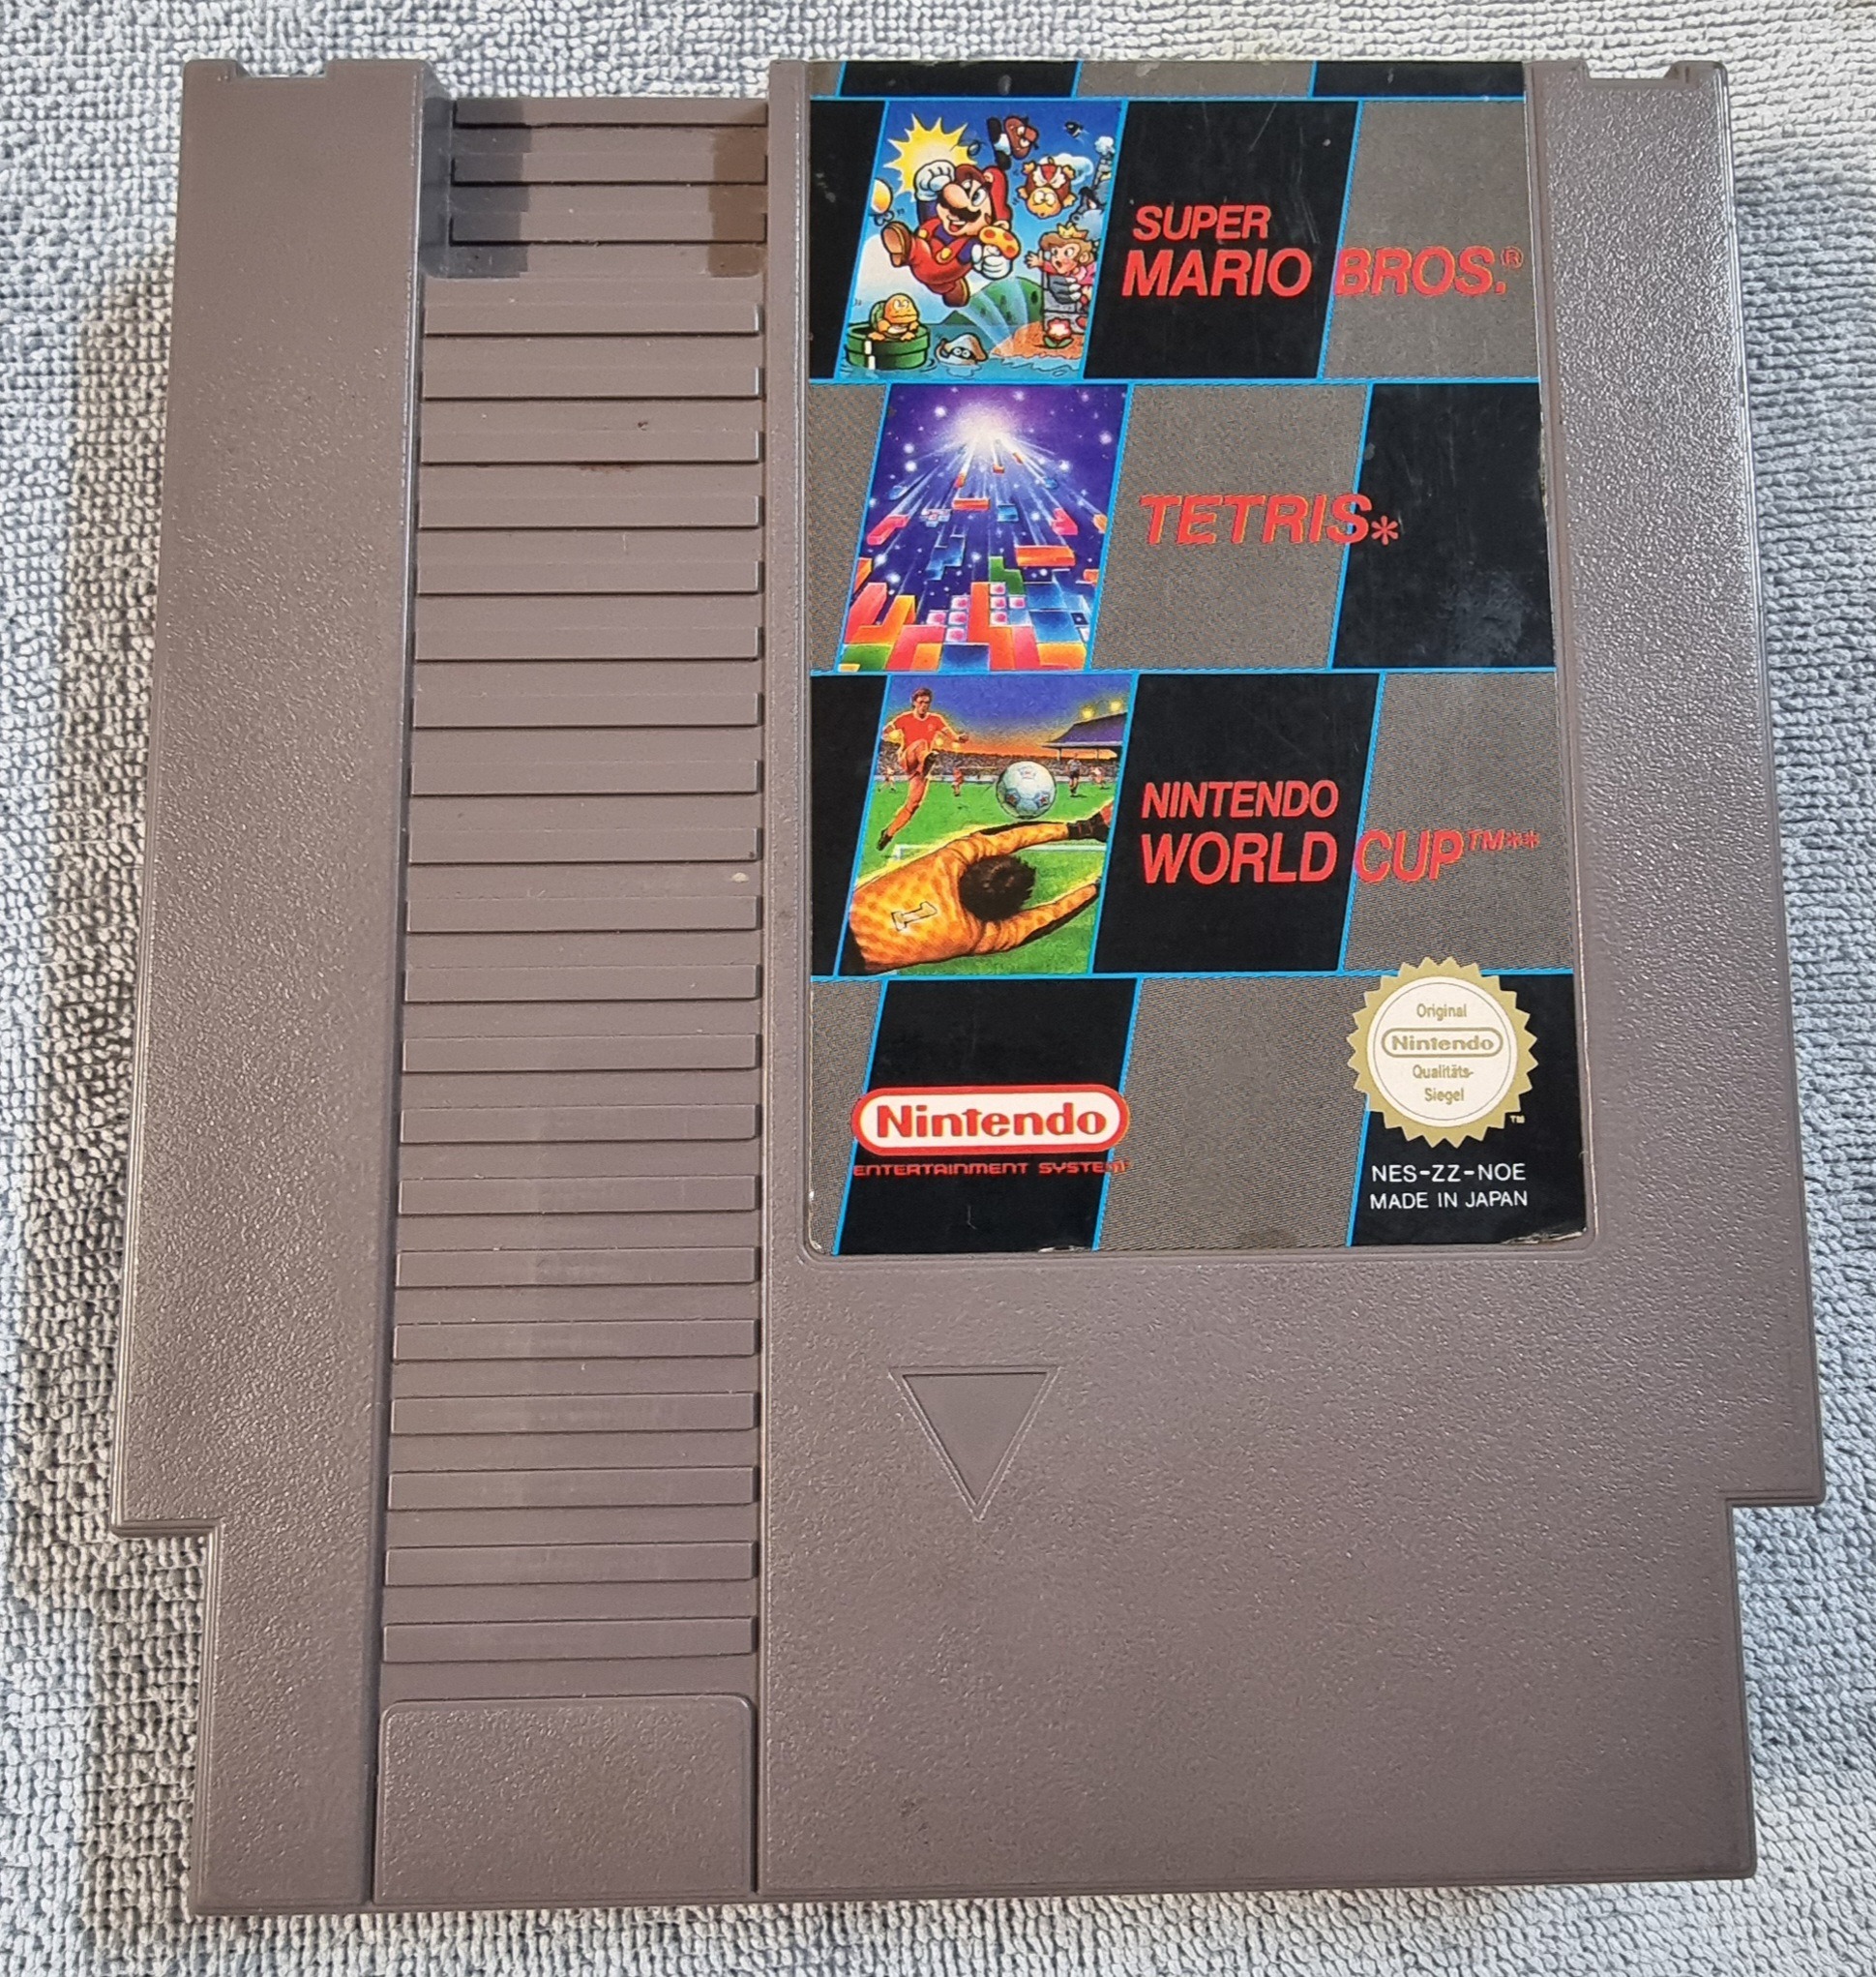 SUPER
MARIO BROS.®
TETRIS*
NINTENDO
WORLD CUP™**
1
Original
Nintendo
Qualitäts-
Siegel
TM
Nintendo
ENTERTAINMENT SYSTEM
NES-ZZ-NOE
MADE IN JAPAN